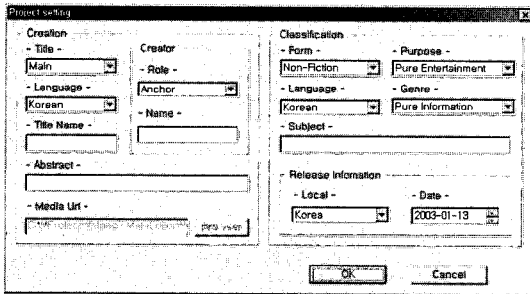 Project setting
Creation
- Title -
Main
- Language -
Korean
- Title Name -
Creator
- Role -
Anchor
- Name -
- Abstract -
- Media Url -
Classification
- Form -
Non-Fiction
- Purpose -
Pure Entertainment
- Language -
Korean
- Genre -
Pure Information
- Subject -
Release Infomation
- Local -
Korea
- Date -
2003-01-13
OK
Cancel